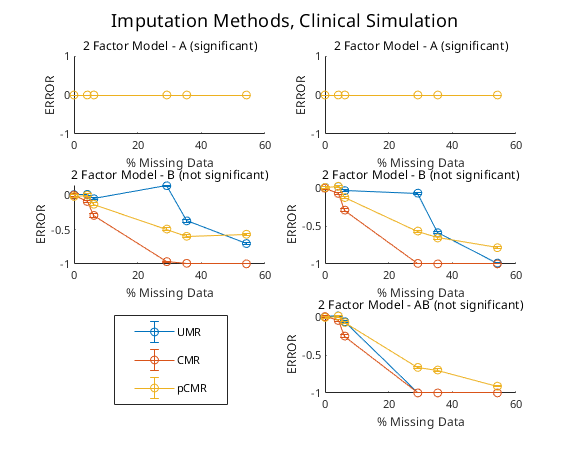 Imputation Methods, Clinical Simulation
2 Factor Model - A (significant)
1
0
-1
ERROR
0 20 40 60
% Missing Data
2 Factor Model - A (significant)
1
0
-1
ERROR
0 20 40 60
% Missing Data
2 Factor Model - B (not significant)
0
-0.5
-1
ERROR
0 20 40 60
% Missing Data
2 Factor Model - B (not significant)
0
-0.5
-1
ERROR
0 20 40 60
% Missing Data
UMR
CMR
pCMR
2 Factor Model - AB (not significant)
0
-0.5
-1
ERROR
0 20 40 60
% Missing Data